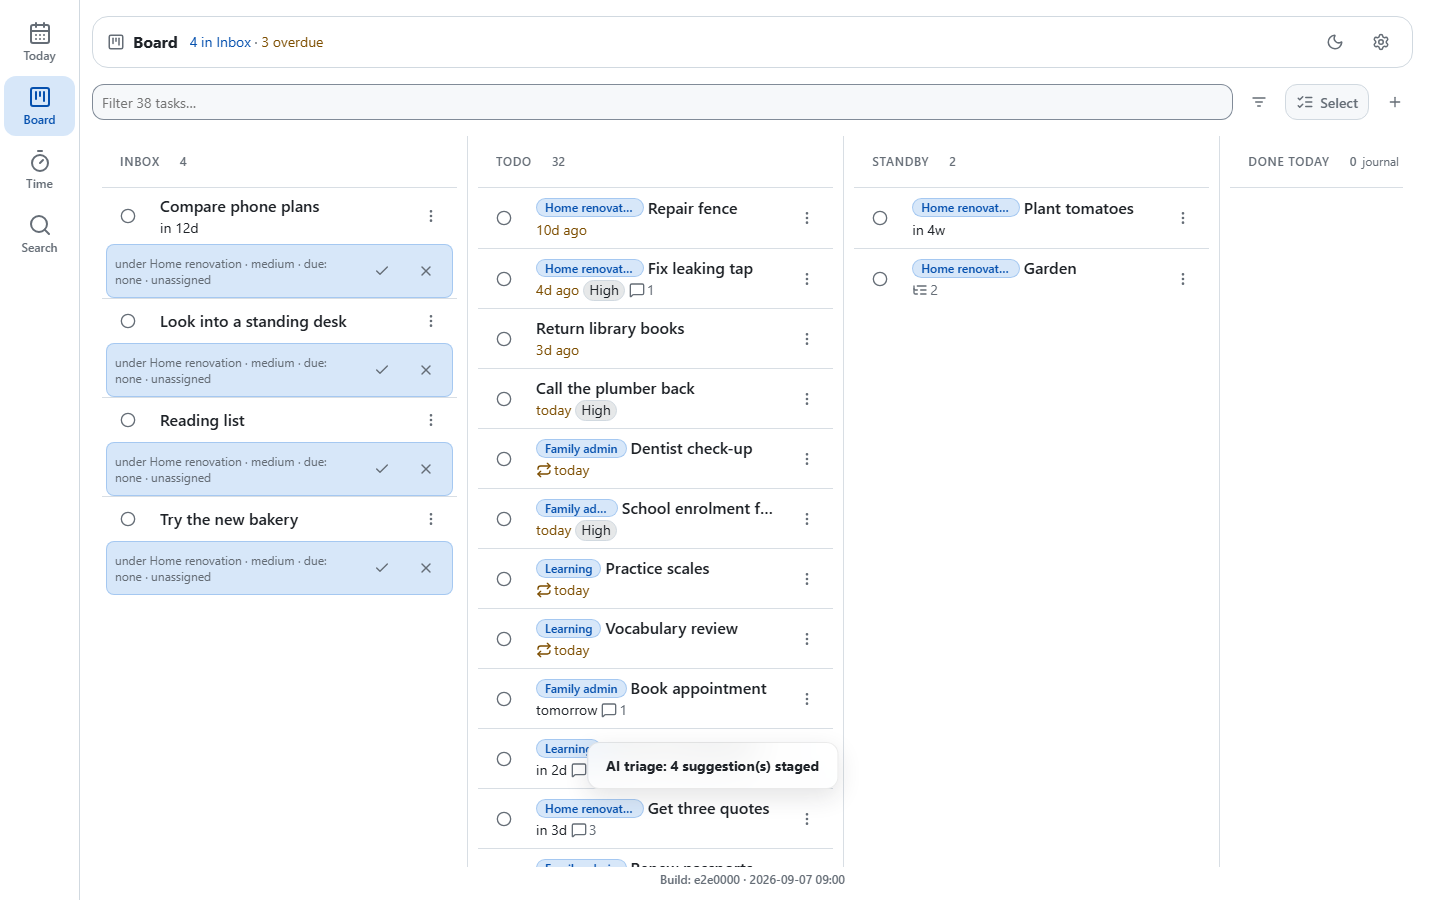 Today
Board
Time
Search
Board 4 in Inbox · 3 overdue
Filter 38 tasks...
Select
INBOX 4
Compare phone plans
in 12d
under Home renovation · medium · due:
none · unassigned
Look into a standing desk
under Home renovation · medium · due:
none · unassigned
Reading list
under Home renovation · medium · due:
none · unassigned
Try the new bakery
under Home renovation · medium · due:
none · unassigned
TODO 32
Home renovat... Repair fence
10d ago
Home renovat... Fix leaking tap
4d ago High 1
Return library books
3d ago
Call the plumber back
today High
Family admin Dentist check-up
today
Family ad... School enrolment f...
today High
Learning Practice scales
today
Learning Vocabulary review
today
Family admin Book appointment
tomorrow 1
Learning
in 2d
AI triage: 4 suggestion(s) staged
Home renovat... Get three quotes
in 3d 3
STANDBY 2
Home renovat... Plant tomatoes
in 4w
Home renovat... Garden
2
DONE TODAY 0 journal
Build: e2e0000 · 2026-09-07 09:00